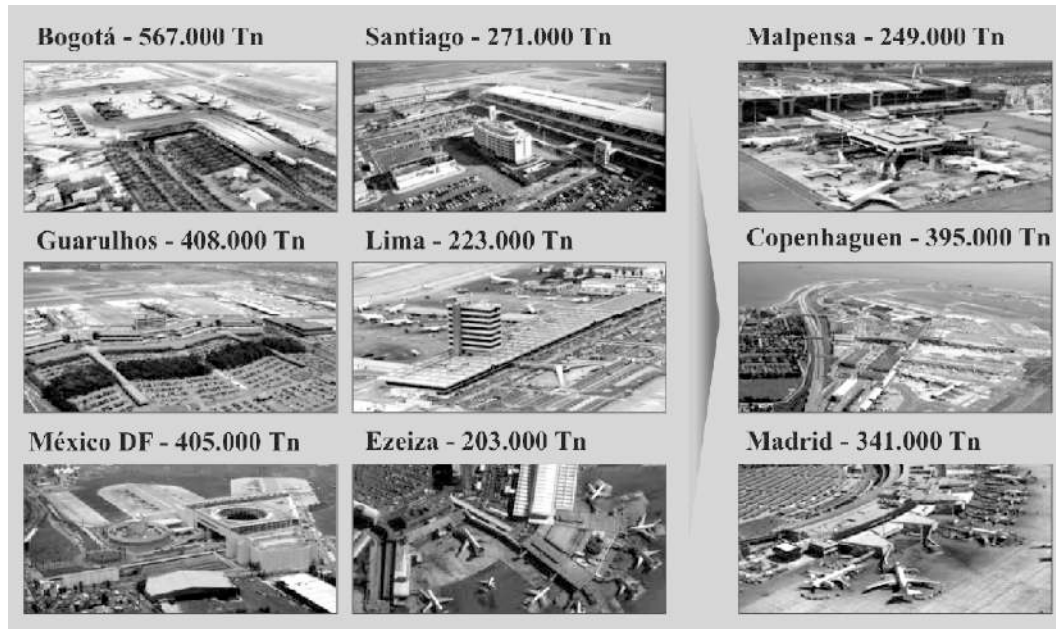 Bogotá - 567.000 Tn
Santiago - 271.000 Tn
Malpensa - 249.000 Tn
Guarulhos - 408.000 Tn
Lima - 223.000 Tn
Copenhaguen - 395.000 Tn
México DF - 405.000 Tn
Ezeiza - 203.000 Tn
Madrid - 341.000 Tn